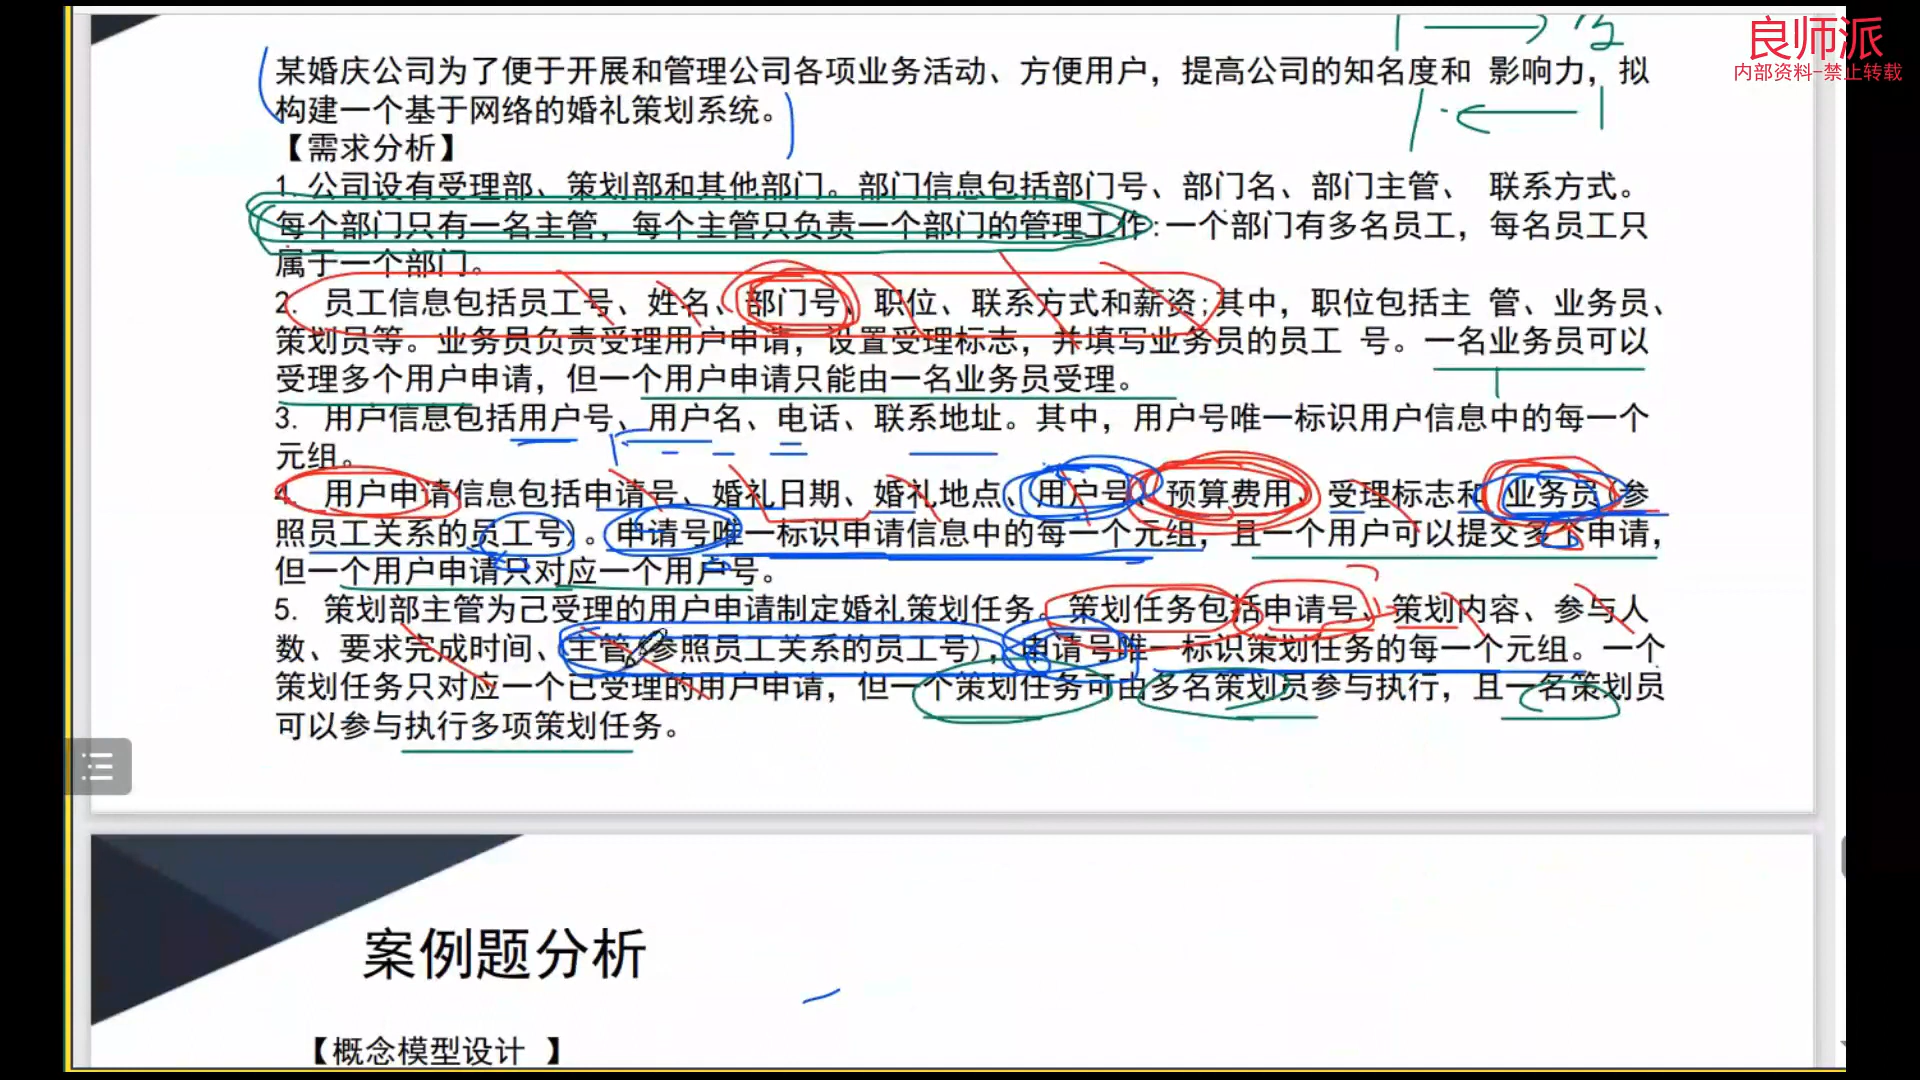 良师派
内部资料-禁止转载
某婚庆公司为了便于开展和管理公司各项业务活动、方便用户，提高公司的知名度和 影响力，拟
构建一个基于网络的婚礼策划系统。
【需求分析】
1. 公司设有受理部、策划部和其他部门。部门信息包括部门号、部门名、部门主管、 联系方式。
每个部门只有一名主管，每个主管只负责一个部门的管理工作:一个部门有多名员工，每名员工只
属于一个部门。
2. 员工信息包括员工号、姓名、部门号、职位、联系方式和薪资;其中，职位包括主 管、业务员、
策划员等。业务员负责受理用户申请，设置受理标志，并填写业务员的员工 号。一名业务员可以
受理多个用户申请，但一个用户申请只能由一名业务员受理。
3. 用户信息包括用户号、用户名、电话、联系地址。其中，用户号唯一标识用户信息中的每一个
元组。
4. 用户申请信息包括申请号、婚礼日期、婚礼地点、用户号、预算费用、受理标志和 业务员(参
照员工关系的员工号)。申请号唯一标识申请信息中的每一个元组，且一个用户可以提交多个申请，
但一个用户申请只对应一个用户号。
5. 策划部主管为己受理的用户申请制定婚礼策划任务。策划任务包括申请号、策划内容、参与人
数、要求完成时间、主管(参照员工关系的员工号)，申请号唯一标识策划任务的每一个元组。一个
策划任务只对应一个已受理的用户申请，但一个策划任务可由多名策划员参与执行，且一名策划员
可以参与执行多项策划任务。
案例题分析
【概念模型设计 】